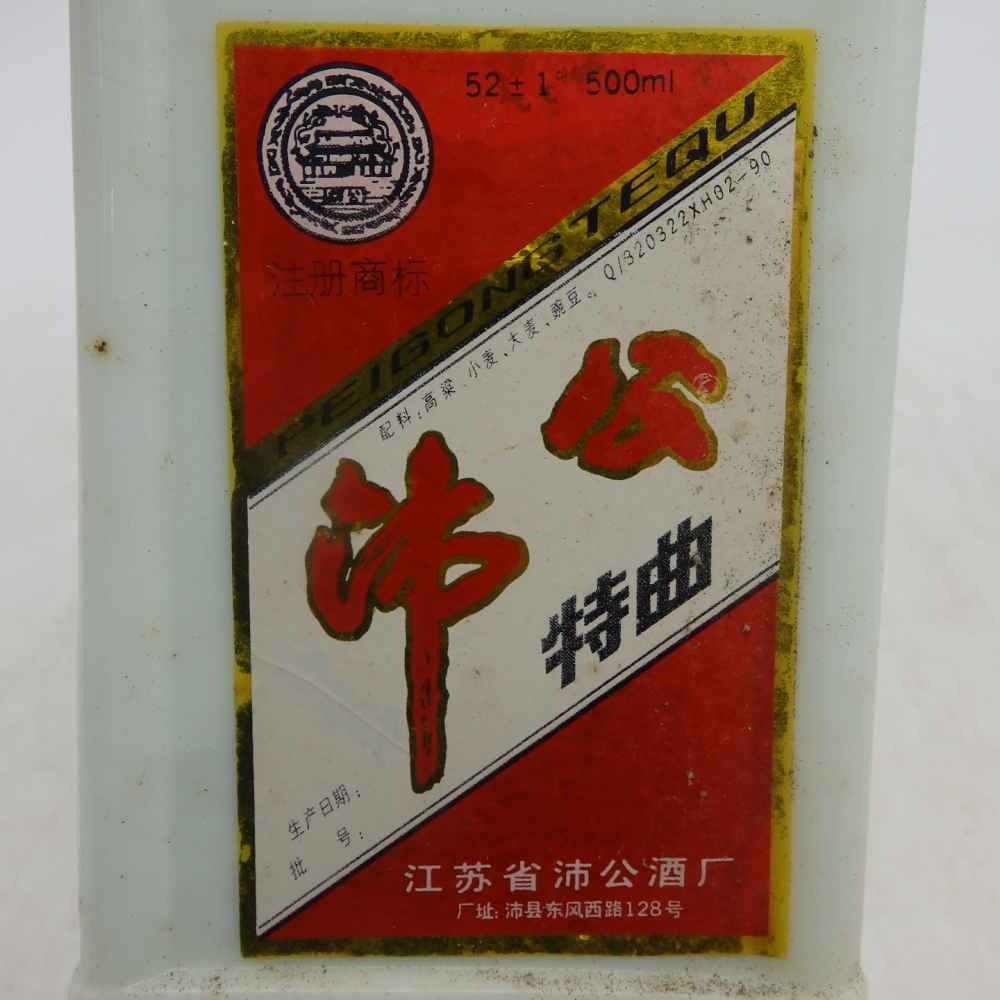 52±1° 500ml
注册商标
PEIGONGTEQU
Q/320322XH02-90
配料:高粱、小麦、大麦、豌豆。
沛公
特曲
生产日期:
批 号:
江苏省沛公酒厂
厂址:沛县东风西路128号